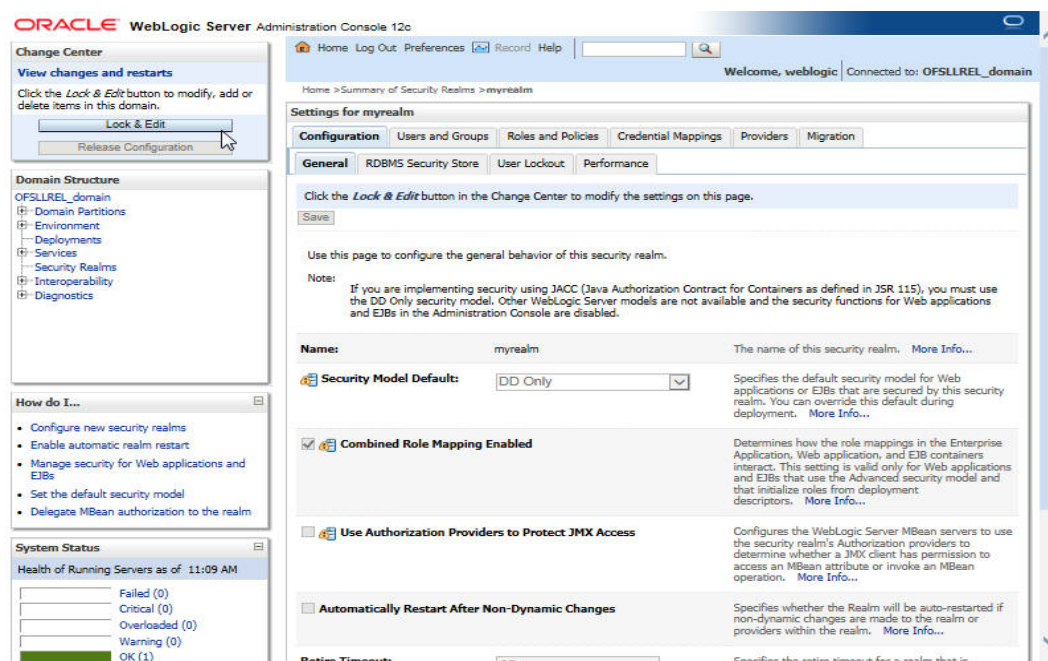 ORACLE WebLogic Server Administration Console 12c
Change Center
View changes and restarts
Click the Lock & Edit button to modify, add or
delete items in this domain.
Lock & Edit
Release Configuration
Domain Structure
OFSLLREL_domain
Domain Partitions
Environment
Deployments
Services
Security Realms
Interoperability
Diagnostics
How do I...
Configure new security realms
Enable automatic realm restart
Manage security for Web applications and
EJBs
Set the default security model
Delegate MBean authorization to the realm
System Status
Health of Running Servers as of 11:09 AM
Failed (0)
Critical (0)
Overloaded (0)
Warning (0)
OK (1)
Home Log Out Preferences Record Help
Welcome, weblogic Connected to: OFSLLREL_domain
Home >Summary of Security Realms >myrealm
Settings for myrealm
Configuration Users and Groups Roles and Policies Credential Mappings Providers Migration
General RDBMS Security Store User Lockout Performance
Click the Lock & Edit button in the Change Center to modify the settings on this page.
Save
Use this page to configure the general behavior of this security realm.
Note:
If you are implementing security using JACC (Java Authorization Contract for Containers as defined in JSR 115), you must use
the DD Only security model. Other WebLogic Server models are not available and the security functions for Web applications
and EJBs in the Administration Console are disabled.
Name: myrealm The name of this security realm. More Info...
Security Model Default: DD Only
Specifies the default security model for Web
applications or EJBs that are secured by this security
realm. You can override this default during
deployment. More Info...
Combined Role Mapping Enabled
Determines how the role mappings in the Enterprise
Application, Web application, and EJB containers
interact. This setting is valid only for Web applications
and EJBs that use the Advanced security model and
that initialize roles from deployment
descriptors. More Info...
Use Authorization Providers to Protect JMX Access
Configures the WebLogic Server MBean servers to use
the security realm's Authorization providers to
determine whether a JMX client has permission to
access an MBean attribute or invoke an MBean
operation. More Info...
Automatically Restart After Non-Dynamic Changes
Specifies whether the Realm will be auto-restarted if
non-dynamic changes are made to the realm or
providers within the realm. More Info...
Retire Timeout:
Specifies the retire timeout for a realm that is